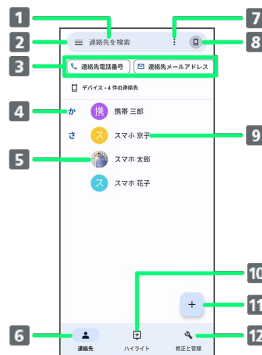 1
7
2
連絡先を検索
8
3
連絡先電話番号
連絡先メールアドレス
デバイス・4 件の連絡先
4
か
携
携帯 三郎
さ
ス
スマホ 京子
9
5
スマホ 太郎
ス
スマホ 花子
10
+
11
6
連絡先
ハイライト
修正と管理
12